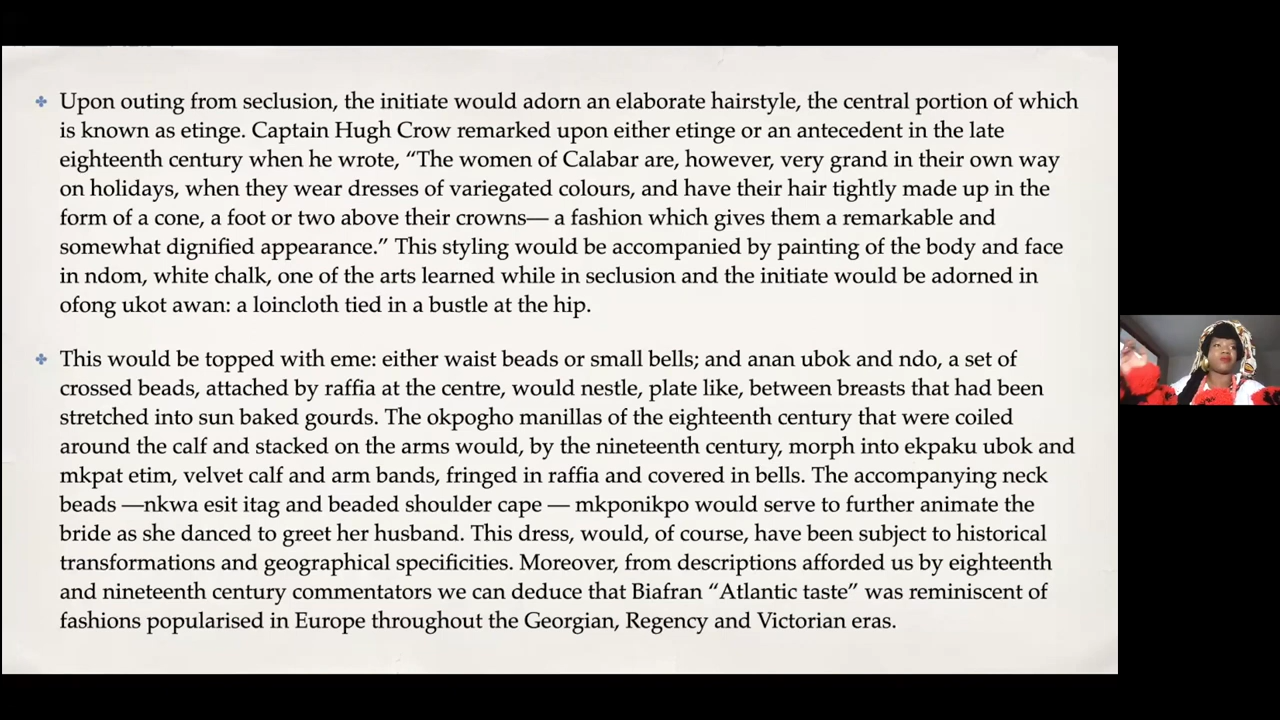 Upon outing from seclusion, the initiate would adorn an elaborate hairstyle, the central portion of which
is known as etinge. Captain Hugh Crow remarked upon either etinge or an antecedent in the late
eighteenth century when he wrote, “The women of Calabar are, however, very grand in their own way
on holidays, when they wear dresses of variegated colours, and have their hair tightly made up in the
form of a cone, a foot or two above their crowns— a fashion which gives them a remarkable and
somewhat dignified appearance.” This styling would be accompanied by painting of the body and face
in ndom, white chalk, one of the arts learned while in seclusion and the initiate would be adorned in
ofong ukot awan: a loincloth tied in a bustle at the hip.
This would be topped with eme: either waist beads or small bells; and anan ubok and ndo, a set of
crossed beads, attached by raffia at the centre, would nestle, plate like, between breasts that had been
stretched into sun baked gourds. The okpogho manillas of the eighteenth century that were coiled
around the calf and stacked on the arms would, by the nineteenth century, morph into ekpaku ubok and
mkpat etim, velvet calf and arm bands, fringed in raffia and covered in bells. The accompanying neck
beads —nkwa esit itag and beaded shoulder cape — mkponikpo would serve to further animate the
bride as she danced to greet her husband. This dress, would, of course, have been subject to historical
transformations and geographical specificities. Moreover, from descriptions afforded us by eighteenth
and nineteenth century commentators we can deduce that Biafran “Atlantic taste” was reminiscent of
fashions popularised in Europe throughout the Georgian, Regency and Victorian eras.